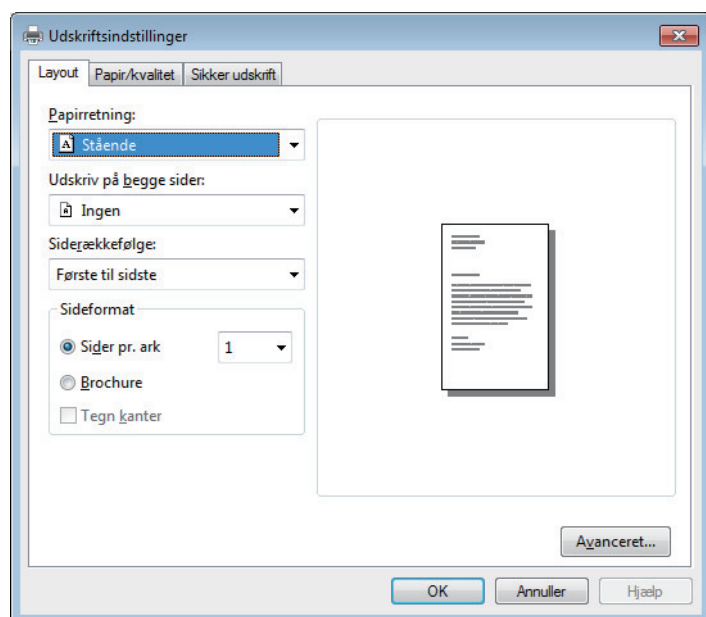 Udskriftsindstillinger
Layout Papir/kvalitet Sikker udskrift
Papirretning:
A Stående
Udskriv på begge sider:
Ingen
Siderækkefølge:
Første til sidste
Sideformat
Sider pr. ark 1
Brochure
Tegn kanter
Avanceret...
OK Annuller Hjælp